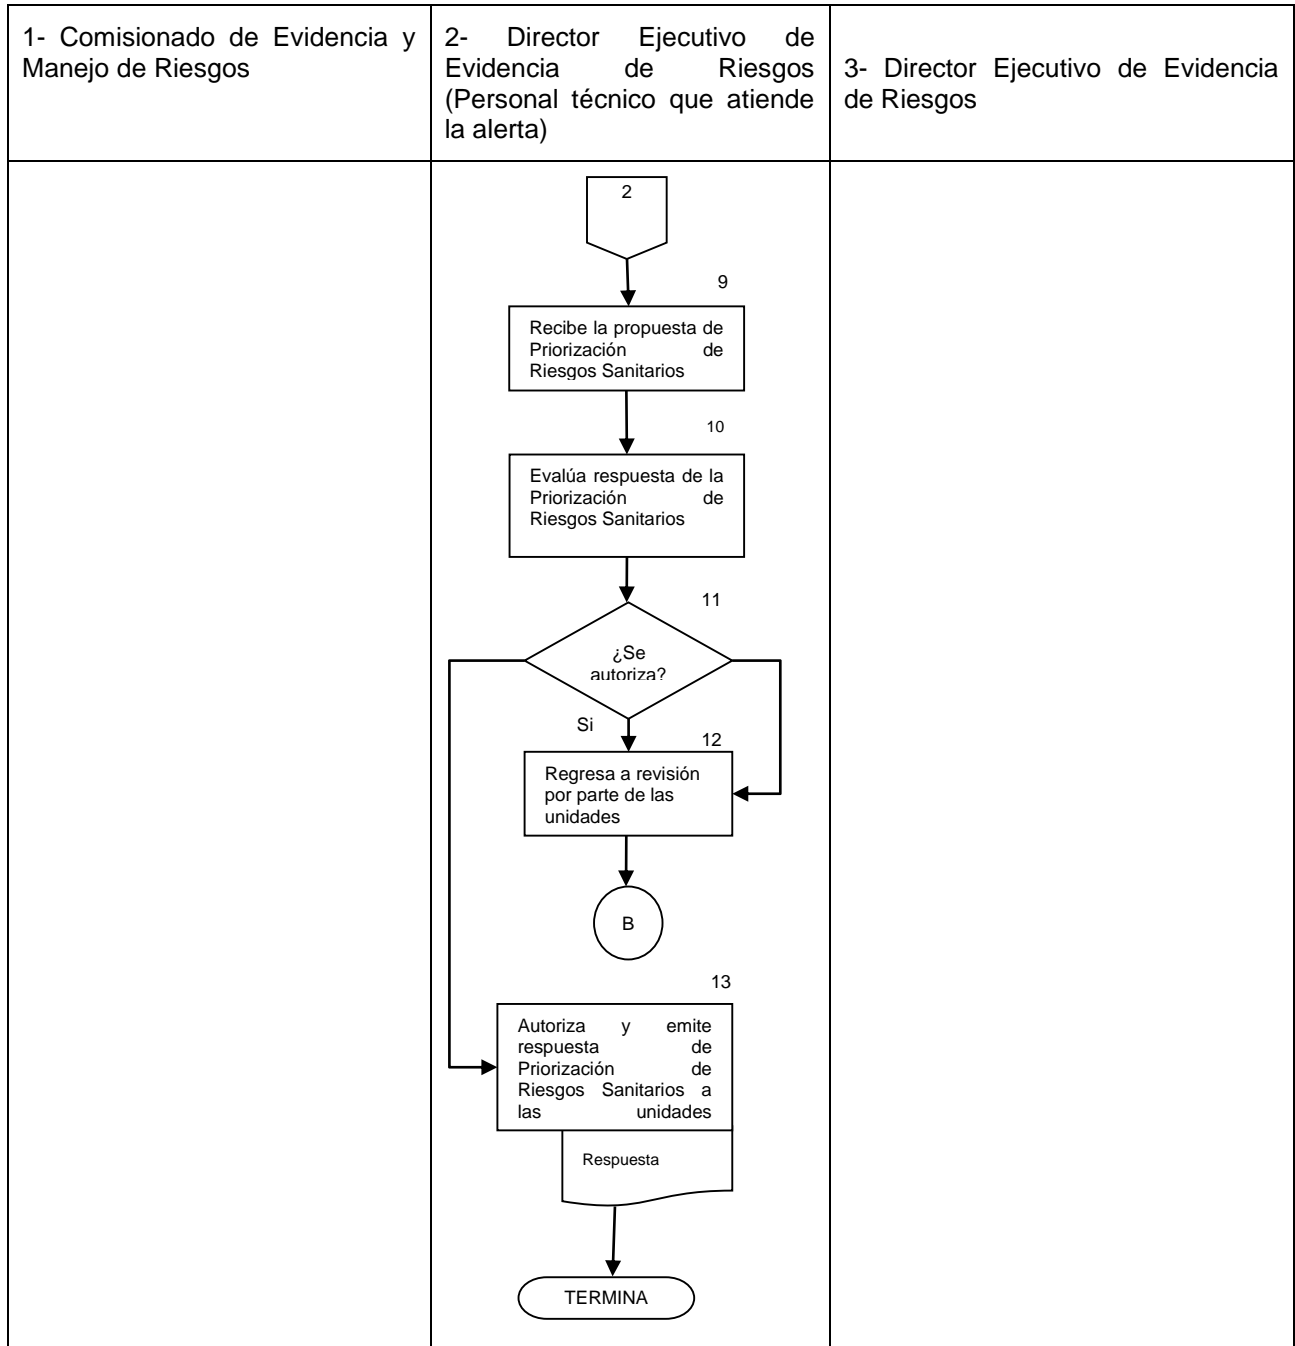 1- Comisionado de Evidencia y
Manejo de Riesgos
2- Director Ejecutivo de
Evidencia de Riesgos
(Personal técnico que atiende
la alerta)
3- Director Ejecutivo de Evidencia
de Riesgos
2
9
Recibe la propuesta de
Priorización de
Riesgos Sanitarios
10
Evalúa respuesta de la
Priorización de
Riesgos Sanitarios
11
¿Se
autoriza?
Si
12
Regresa a revisión
por parte de las
unidades
B
13
Autoriza y emite
respuesta de
Priorización de
Riesgos Sanitarios a
las unidades
Respuesta
TERMINA